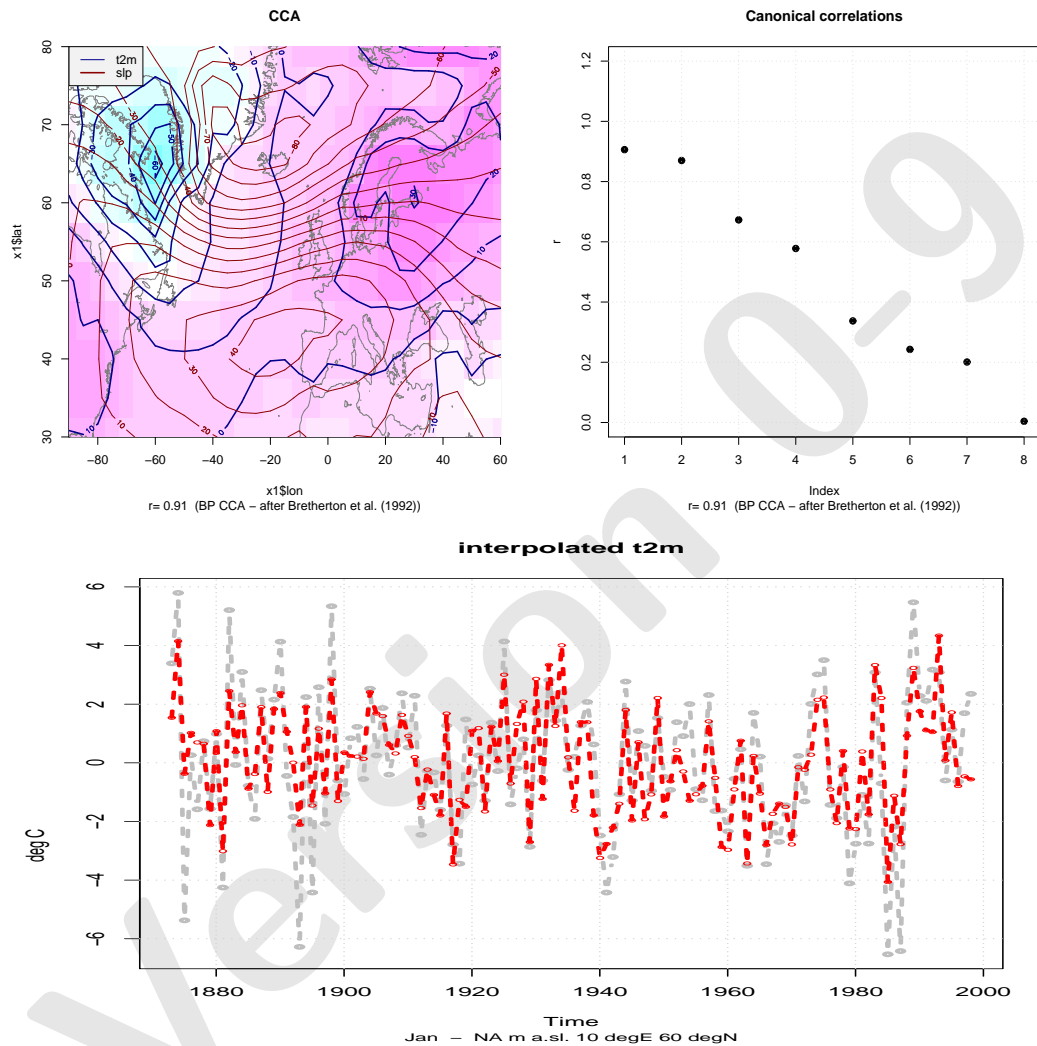 CCA
t2m
slp
x1$lat
80
70
60
50
40
30
−80 −60 −40 −20 0 20 40 60
x1$lon
r= 0.91 (BP CCA − after Bretherton et al. (1992))
Canonical correlations
r
1.2
1.0
0.8
0.6
0.4
0.2
0.0
1 2 3 4 5 6 7 8
Index
r= 0.91 (BP CCA − after Bretherton et al. (1992))
interpolated t2m
degC
6
4
2
0
−2
−4
−6
1880 1900 1920 1940 1960 1980 2000
Time
Jan − NA m a.sl. 10 degE 60 degN
Version 0−9